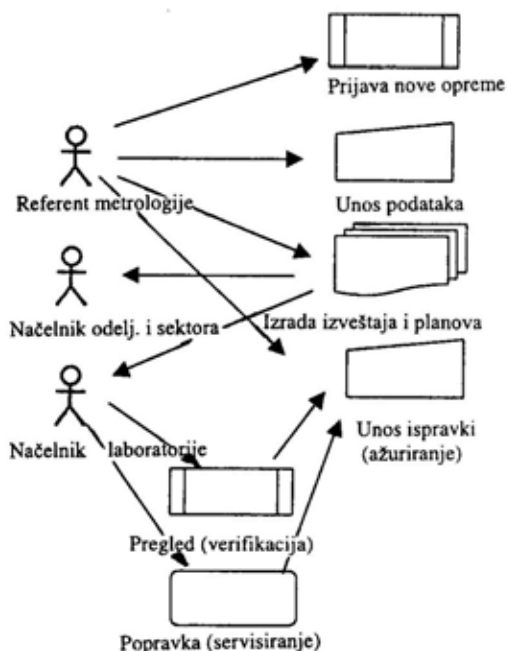 Prijava nove opreme
Referent metrologije
Unos podataka
Načelnik odelj. i sektora
Izrada izveštaja i planova
Načelnik laboratorije
Unos ispravki
(ažuriranje)
Pregled (verifikacija)
Popravka (servisiranje)